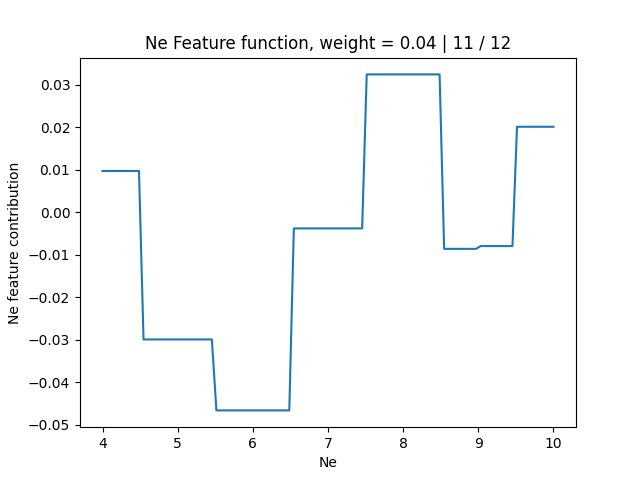 Ne Feature function, weight = 0.04 | 11 / 12
Ne feature contribution
0.03
0.02
0.01
0.00
−0.01
−0.02
−0.03
−0.04
−0.05
4 5 6 7 8 9 10
Ne